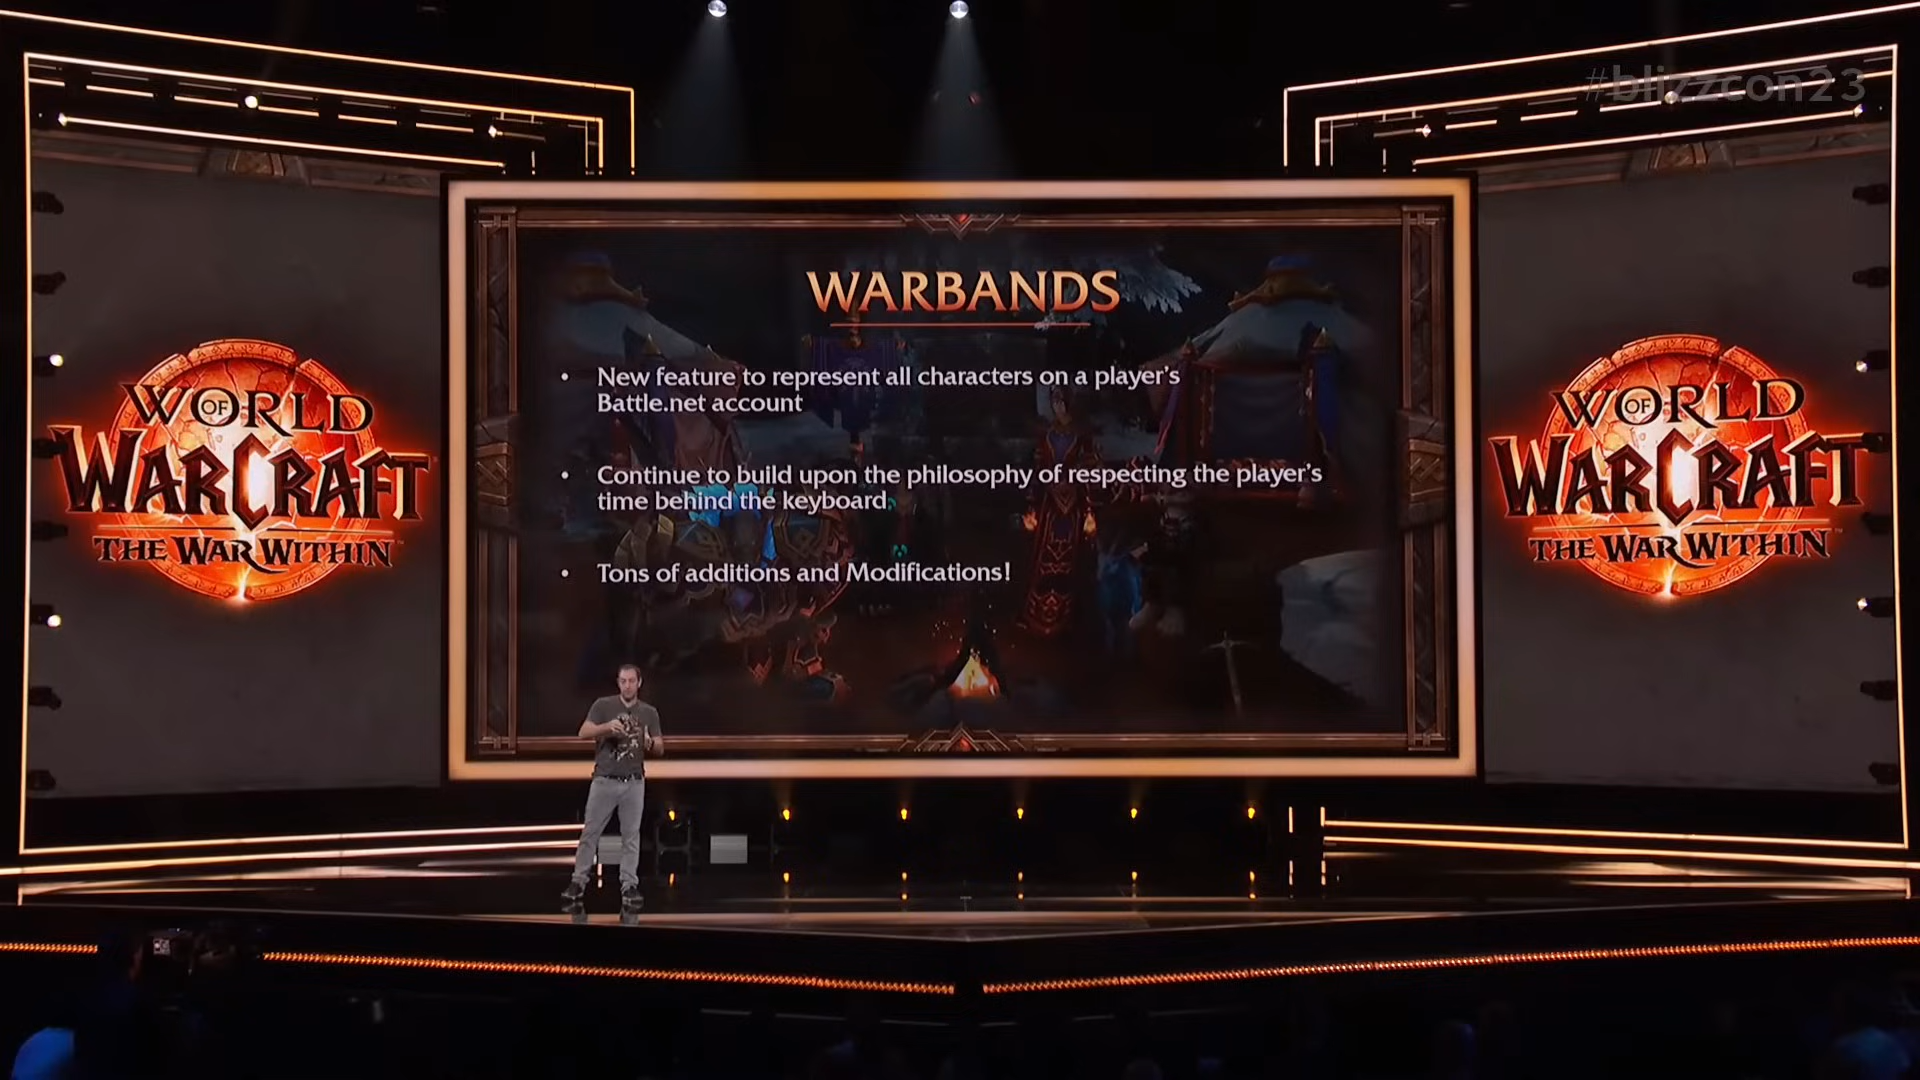 #blizzcon23
WARBANDS
• New feature to represent all characters on a player's
Battle.net account
• Continue to build upon the philosophy of respecting the player's
time behind the keyboard
• Tons of additions and Modifications!
WORLD
OF
WARCRAFT
THE WAR WITHIN
WORLD
OF
WARCRAFT
THE WAR WITHIN